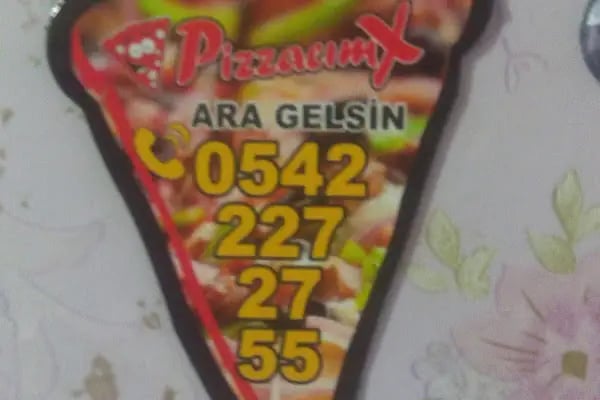 PizzacımX
ARA GELSİN
0542
227
27
55